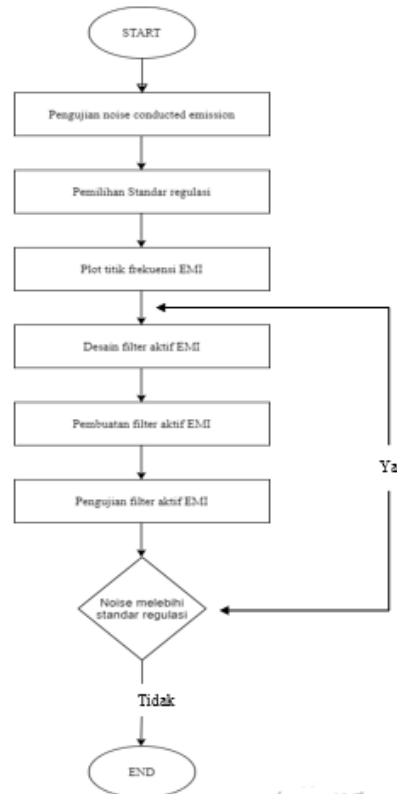 START
Pengujian noise conducted emission
Pemilihan Standar regulasi
Plot titik frekuensi EMI
Desain filter aktif EMI
Pembuatan filter aktif EMI
Pengujian filter aktif EMI
Ya
Noise melebihi
standar regulasi
Tidak
END